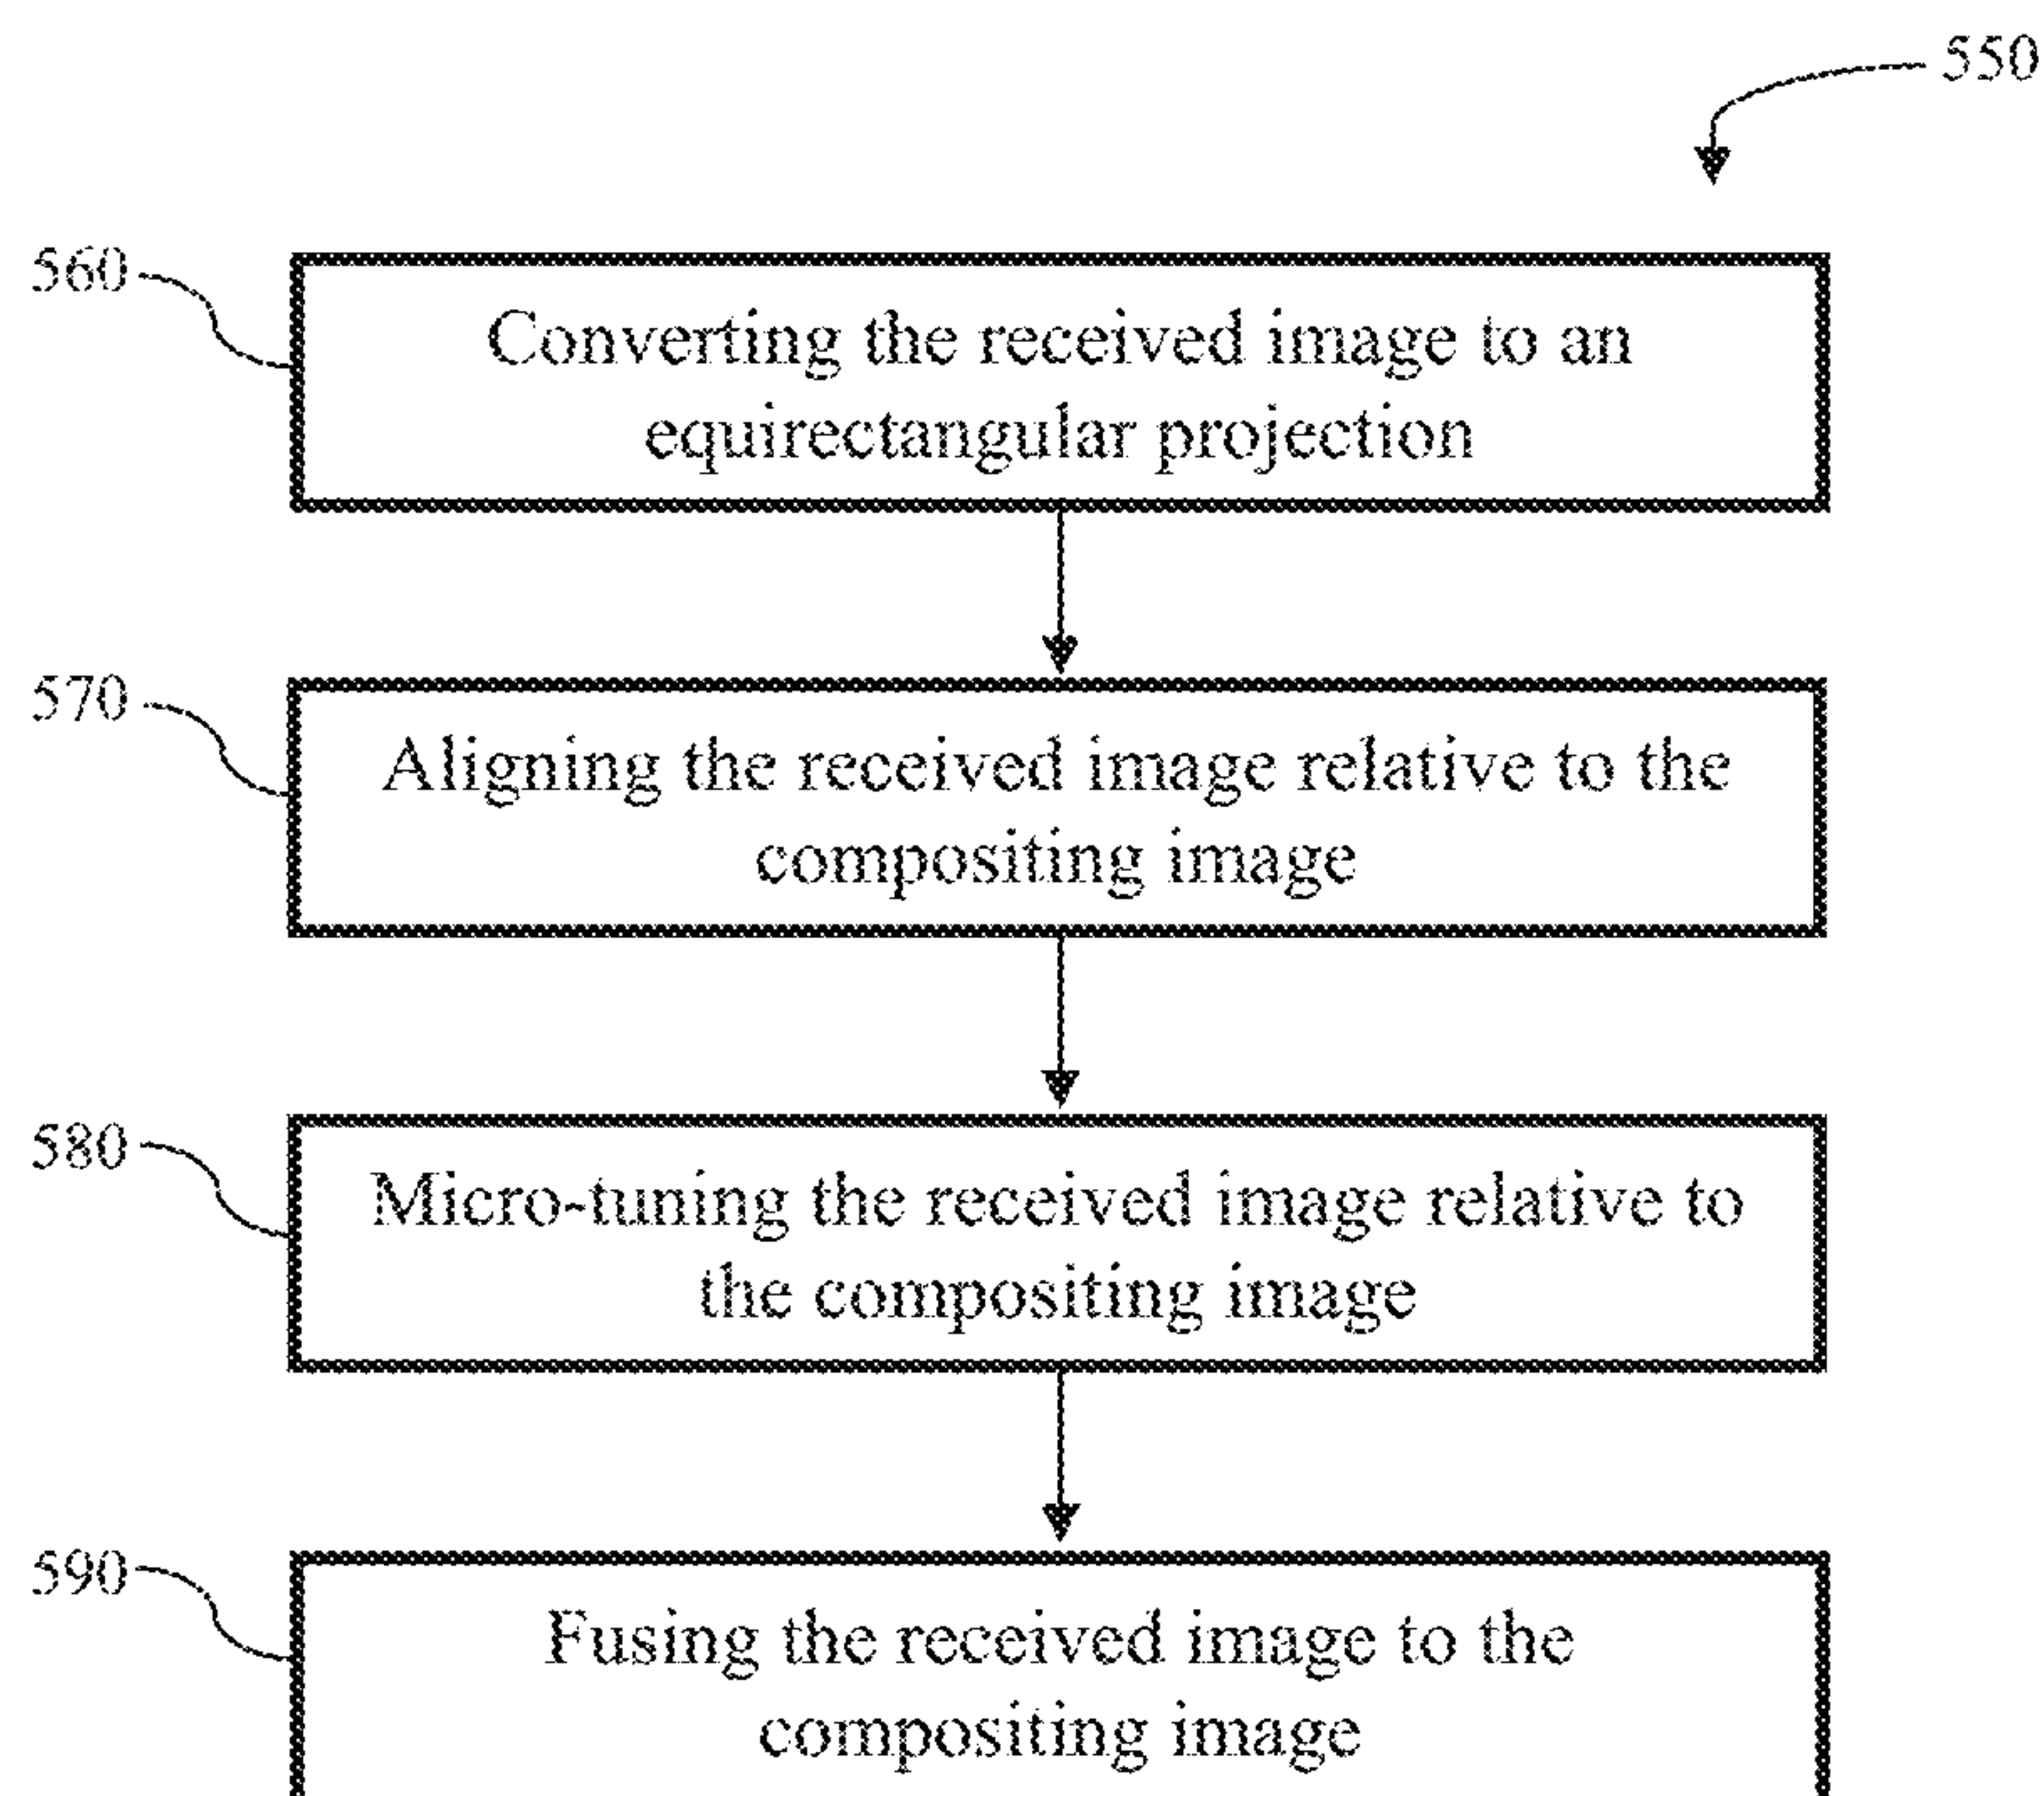 550
560
Converting the received image to an
equirectangular projection
570
Aligning the received image relative to the
compositing image
580
Micro-tuning the received image relative to
the compositing image
590
Fusing the received image to the
compositing image